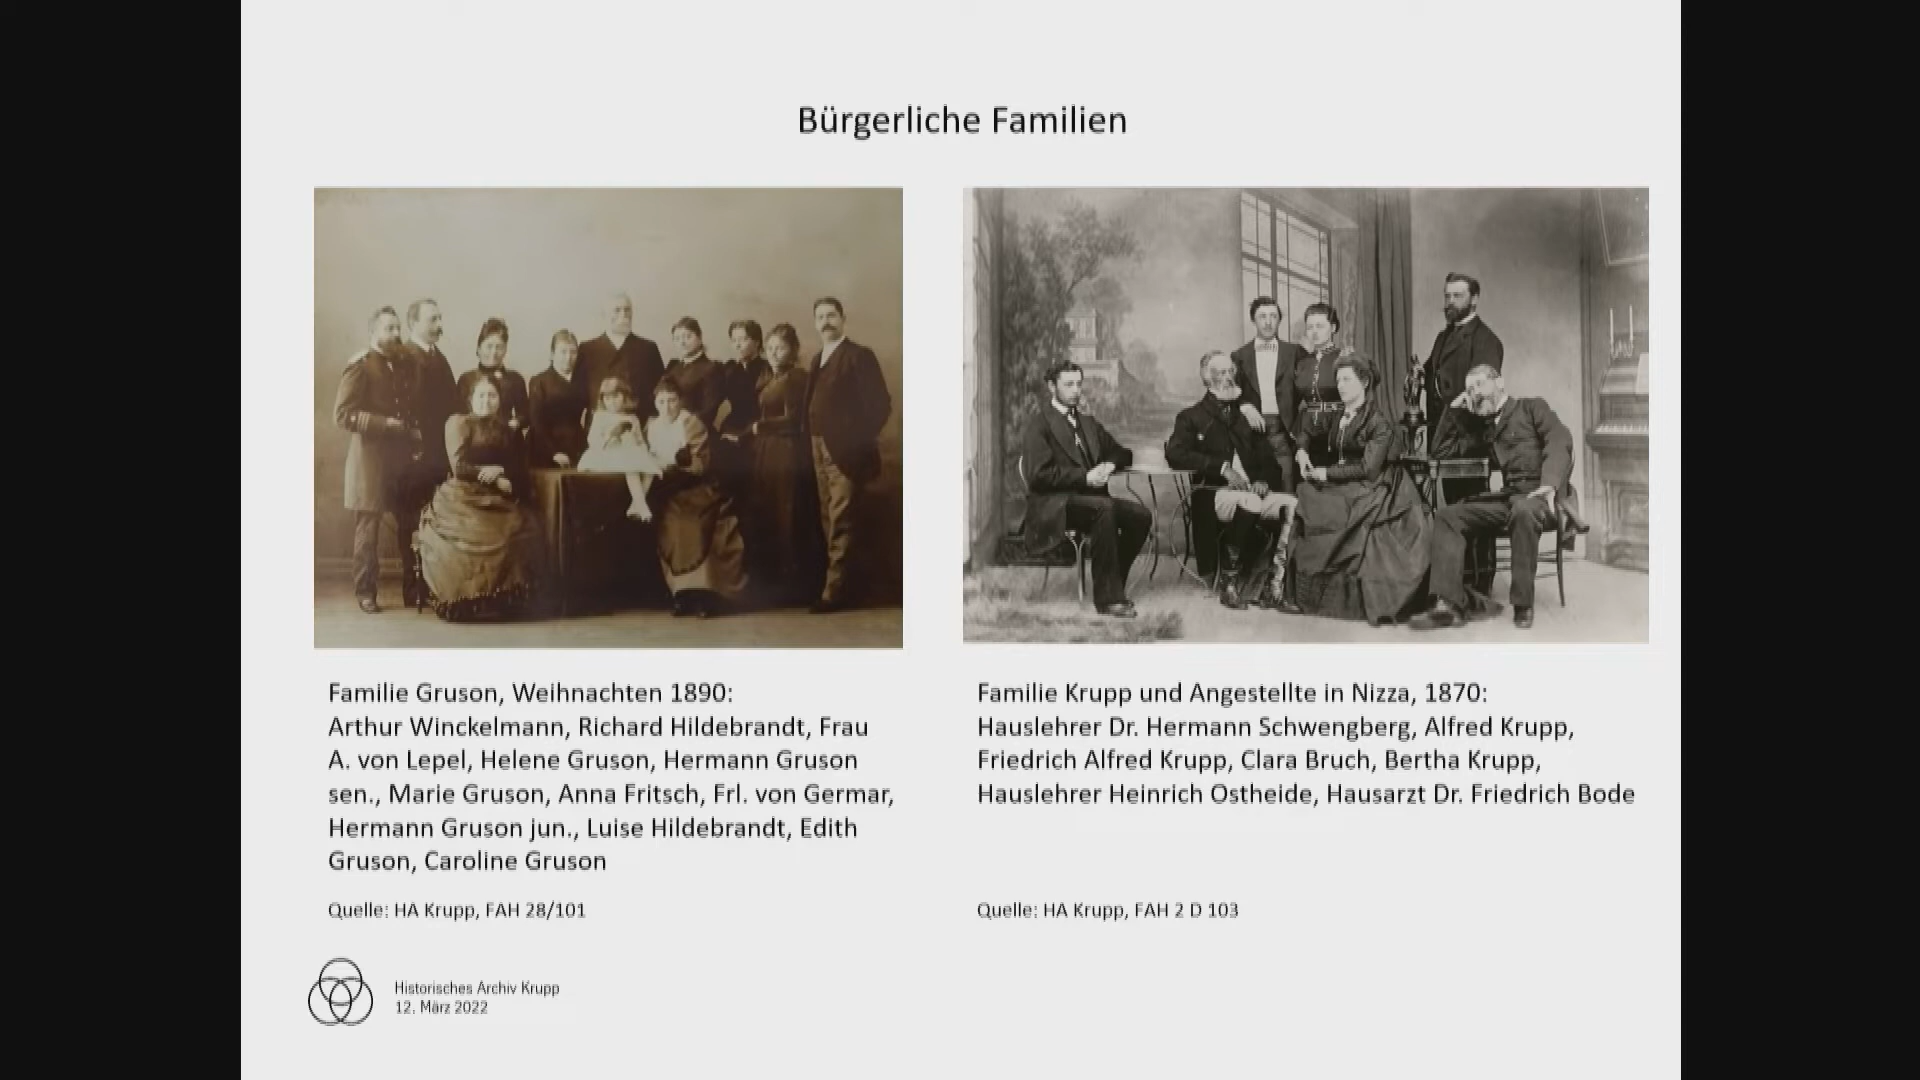 Bürgerliche Familien
Familie Gruson, Weihnachten 1890:
Arthur Winckelmann, Richard Hildebrandt, Frau
A. von Lepel, Helene Gruson, Hermann Gruson
sen., Marie Gruson, Anna Fritsch, Frl. von Germar,
Hermann Gruson jun., Luise Hildebrandt, Edith
Gruson, Caroline Gruson
Quelle: HA Krupp, FAH 28/101
Familie Krupp und Angestellte in Nizza, 1870:
Hauslehrer Dr. Hermann Schwengberg, Alfred Krupp,
Friedrich Alfred Krupp, Clara Bruch, Bertha Krupp,
Hauslehrer Heinrich Ostheide, Hausarzt Dr. Friedrich Bode
Quelle: HA Krupp, FAH 2 D 103
Historisches Archiv Krupp
12. März 2022